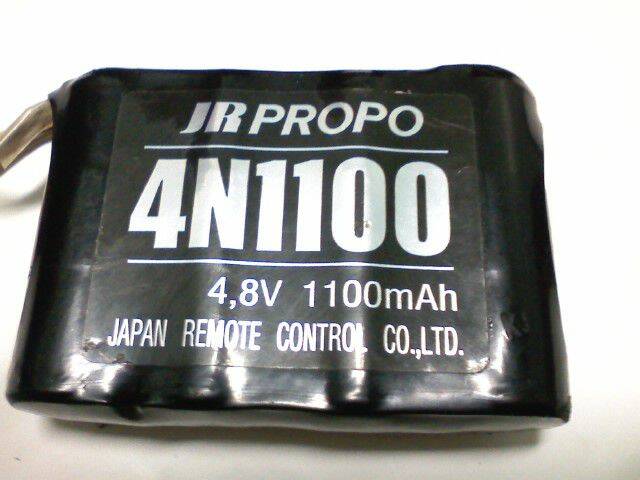 JR PROPO
4N1100
4,8V 1100mAh
JAPAN REMOTE CONTROL CO.,LTD.